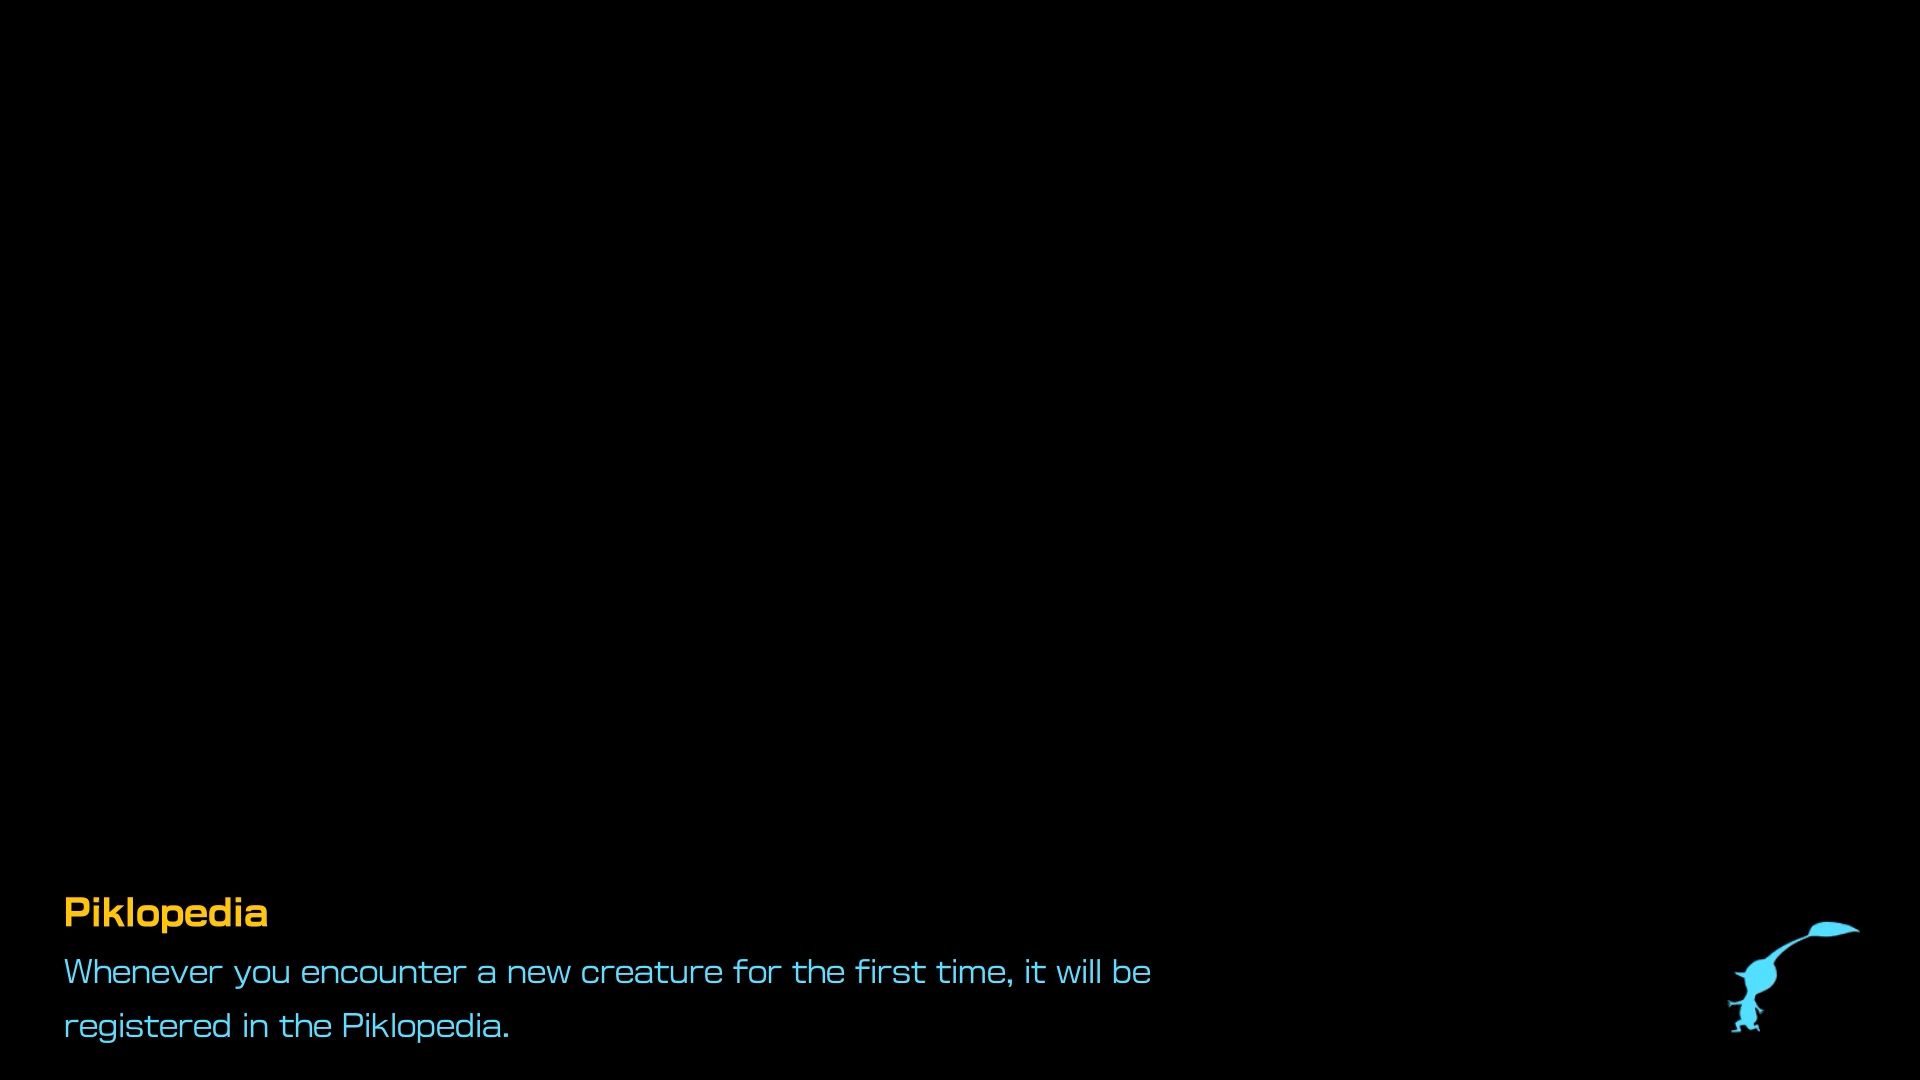 Piklopedia
Whenever you encounter a new creature for the first time, it will be
registered in the Piklopedia.